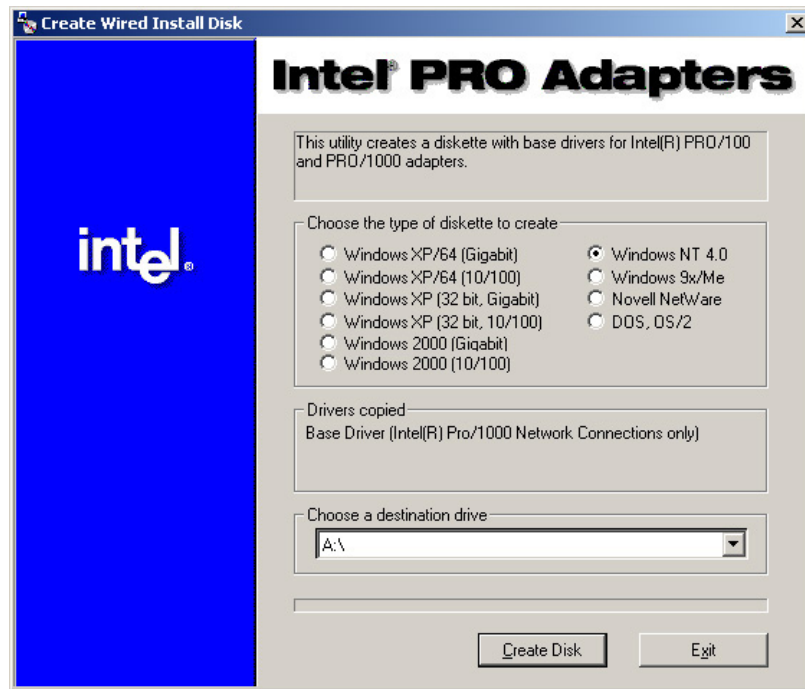 Create Wired Install Disk
Intel® PRO Adapters
intel®
This utility creates a diskette with base drivers for Intel(R) PRO/100
and PRO/1000 adapters.
Choose the type of diskette to create
Windows XP/64 (Gigabit)
Windows XP/64 (10/100)
Windows XP (32 bit, Gigabit)
Windows XP (32 bit, 10/100)
Windows 2000 (Gigabit)
Windows 2000 (10/100)
Windows NT 4.0
Windows 9x/Me
Novell NetWare
DOS, OS/2
Drivers copied
Base Driver (Intel(R) Pro/1000 Network Connections only)
Choose a destination drive
A:\
Create Disk
Exit